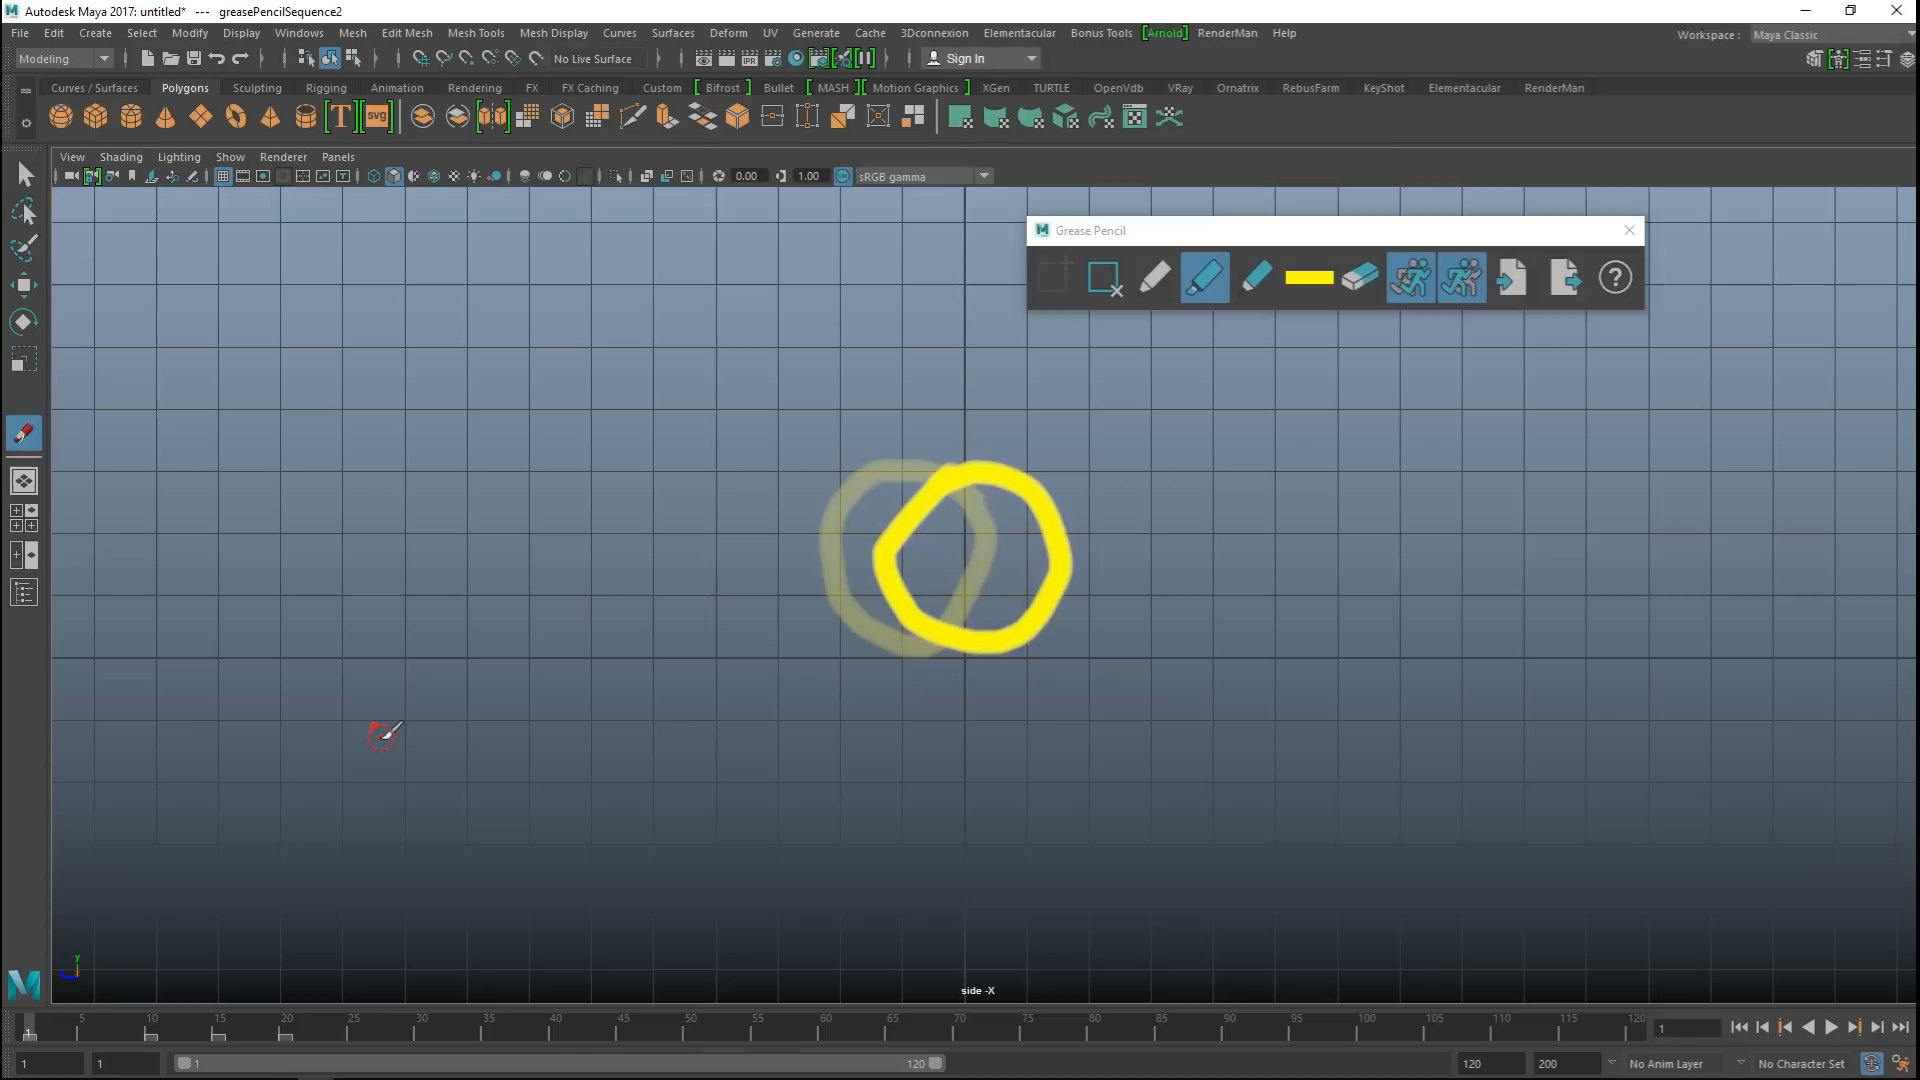 Autodesk Maya 2017: untitled* --- greasePencilSequence2
File Edit Create Select Modify Display Windows Mesh Edit Mesh Mesh Tools Mesh Display Curves Surfaces Deform UV Generate Cache 3Dconnexion Elementacular Bonus Tools [Arnold] RenderMan Help
Workspace : Maya Classic
Modeling No Live Surface IPR Sign In
Curves / Surfaces Polygons Sculpting Rigging Animation Rendering FX FX Caching Custom Bifrost Bullet MASH Motion Graphics XGen TURTLE OpenVdb VRay Ornatrix RebusFarm KeyShot Elementacular RenderMan
T svg
View Shading Lighting Show Renderer Panels
0.00 1.00 ON sRGB gamma
M Grease Pencil
?
y
side -X
1 5 10 15 20 25 30 35 40 45 50 55 60 65 70 75 80 85 90 95 100 105 110 115 120 1
1 1 1 120 120 200 No Anim Layer No Character Set